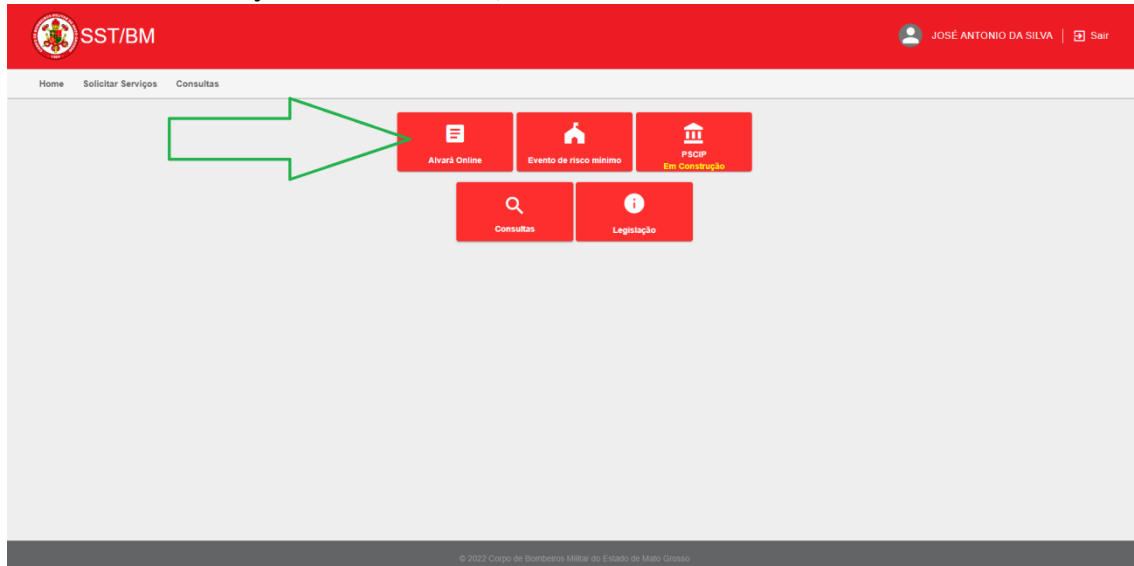 SST/BM
JOSÉ ANTONIO DA SILVA | Sair
Home Solicitar Serviços Consultas
Alvará Online
Evento de risco mínimo
PSCIP
Em Construção
Consultas
Legislação
© 2022 Corpo de Bombeiros Militar do Estado de Mato Grosso